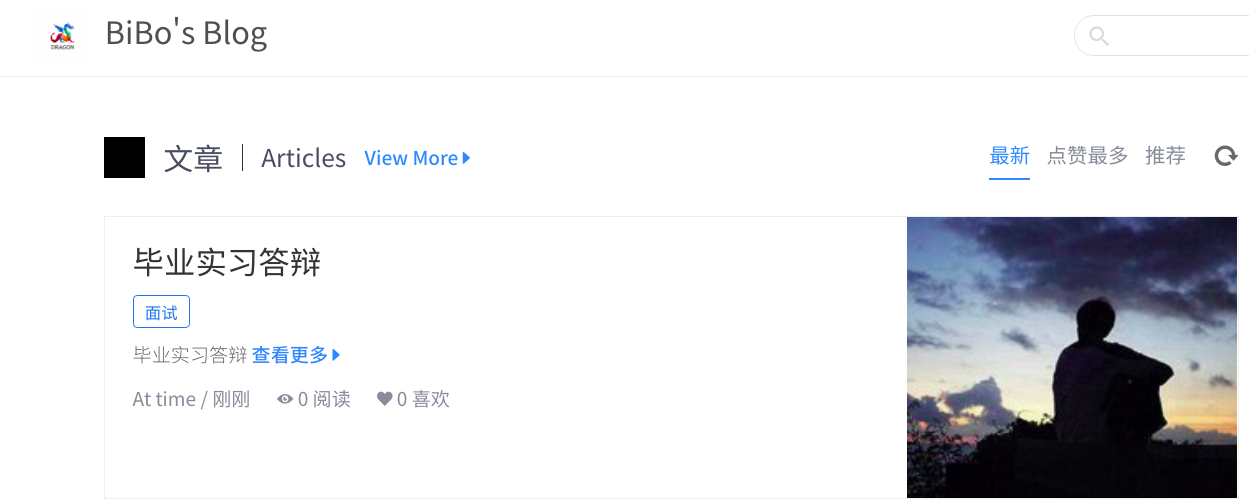 DRAGON
BiBo's Blog
文章 | Articles View More
最新 点赞最多 推荐
毕业实习答辩
面试
毕业实习答辩 查看更多
At time / 刚刚 0 阅读 0 喜欢